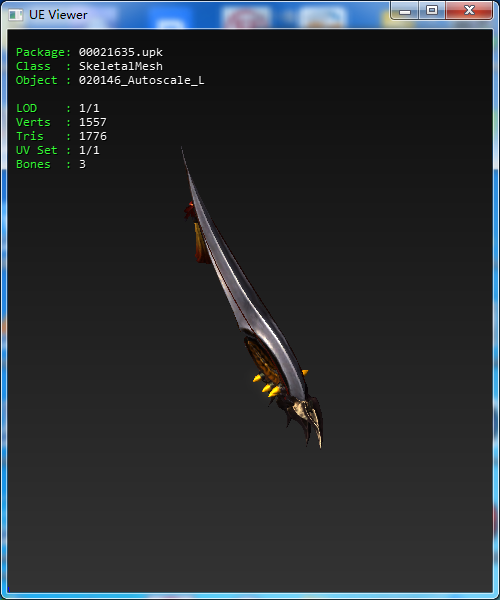 UE Viewer
Package: 00021635.upk
Class  : SkeletalMesh
Object : 020146_Autoscale_L
LOD    : 1/1
Verts  : 1557
Tris   : 1776
UV Set : 1/1
Bones  : 3